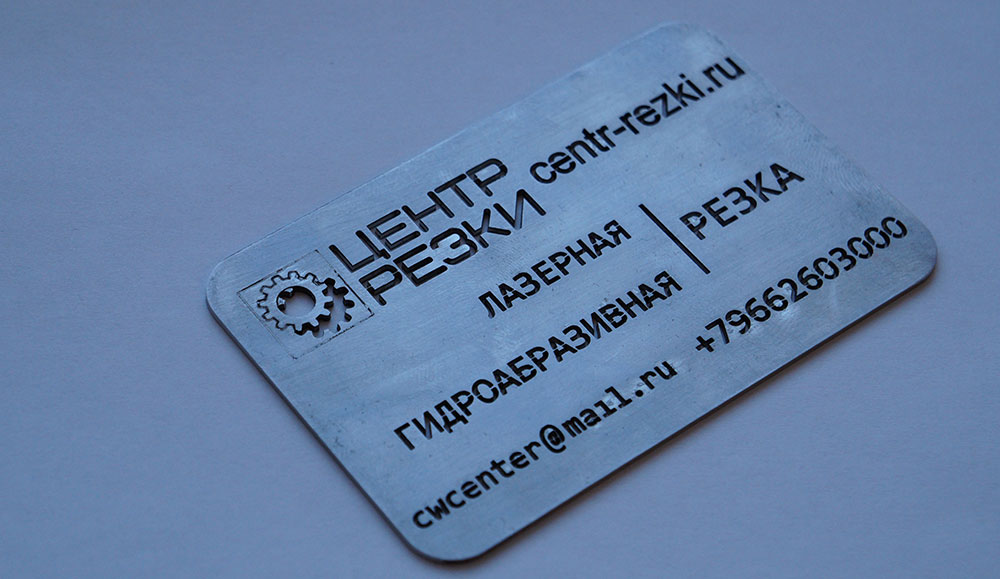 ЦЕНТР
РЕЗКИ
centr-rezki.ru
ЛАЗЕРНАЯ
ГИДРОАБРАЗИВНАЯ
РЕЗКА
cwcenter@mail.ru +79662603000